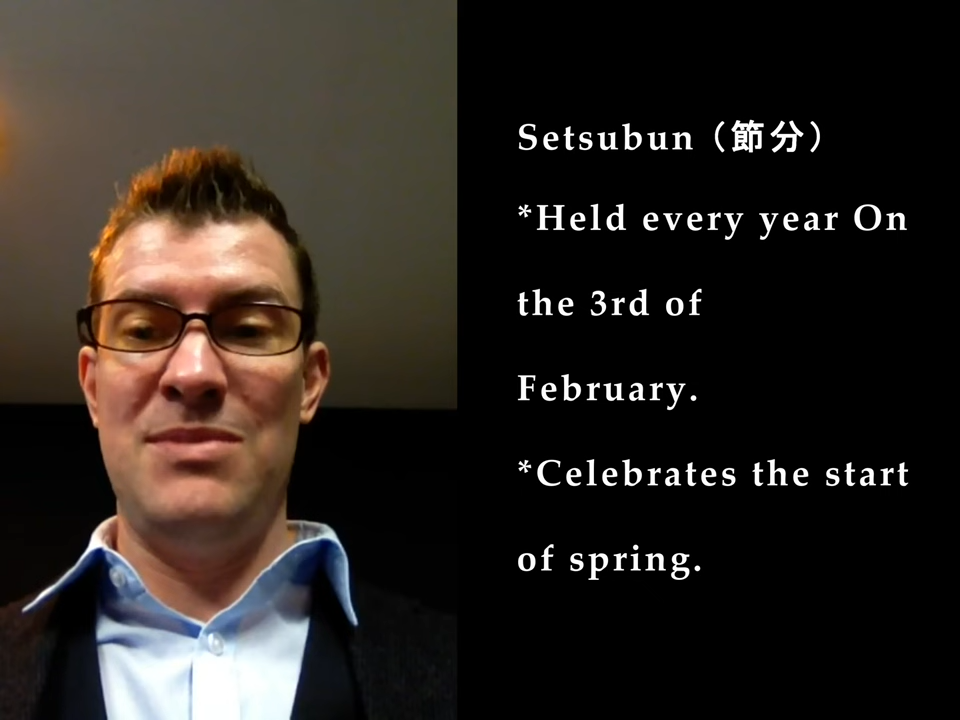 Setsubun（節分）
*Held every year On
the 3rd of
February.
*Celebrates the start
of spring.